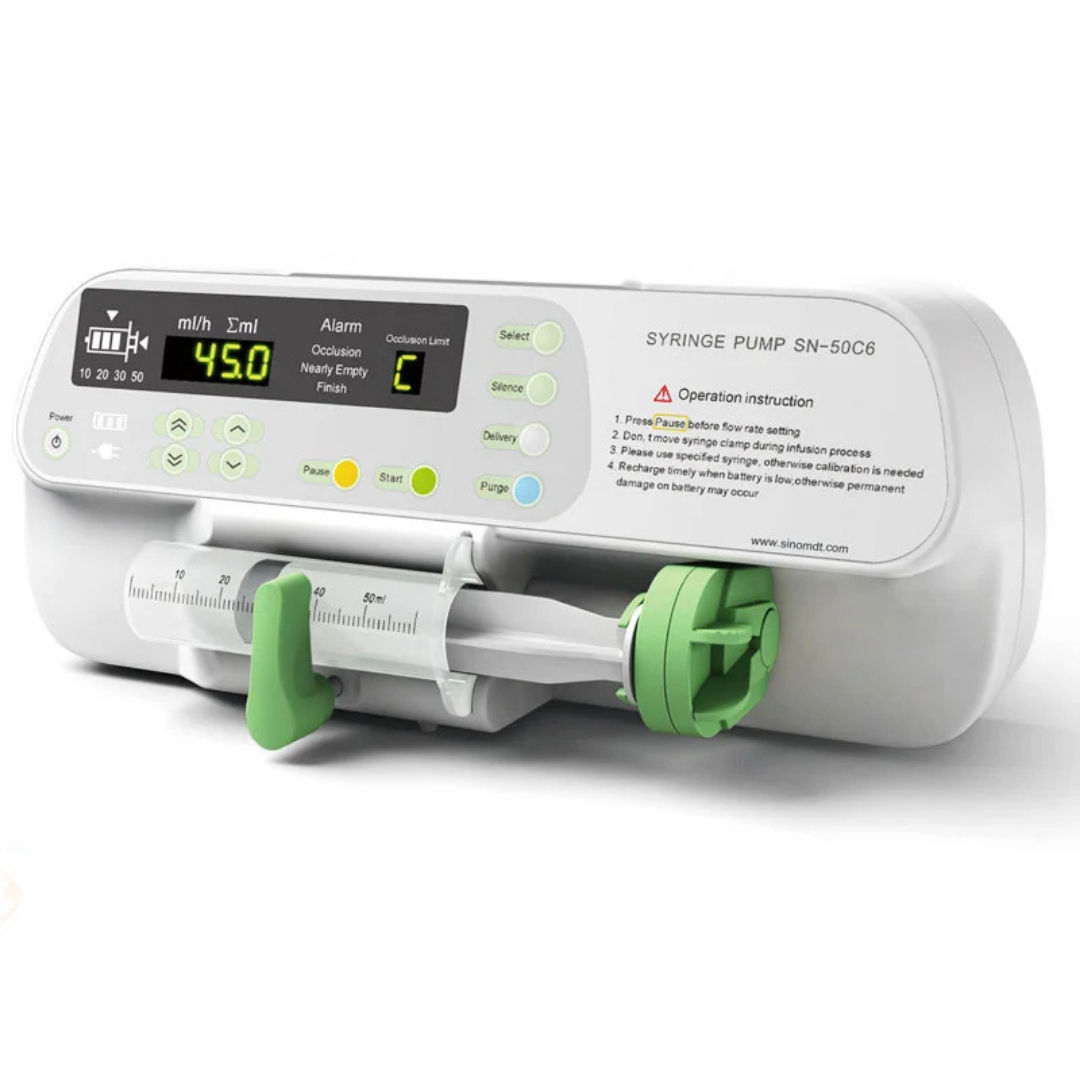 ml/h Σml
45.0
10 20 30 50
Alarm
Occlusion
Nearly Empty
Finish
Occlusion Limit
C
Select
Silence
Delivery
Purge
Power
Pause
Start
SYRINGE PUMP SN-50C6
Operation instruction
1. Press Pause before flow rate setting
2. Don, t move syringe clamp during infusion process
3. Please use specified syringe, otherwise calibration is needed
4. Recharge timely when battery is low,otherwise permanent
damage on battery may occur
www.sinomdt.com
10 20 40 50ml